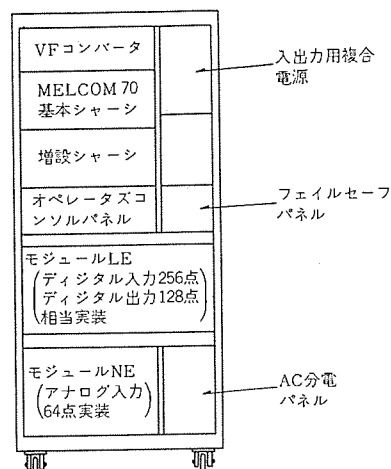 VFコンバータ
MELCOM 70
基本シャーシ
増設シャーシ
オペレータズコ
ンソルパネル
モジュールLE
(ディジタル入力256点
ディジタル出力128点
相当実装)
モジュールNE
(アナログ入力
64点実装)
入出力用複合
電源
フェイルセーフ
パネル
AC分電
パネル